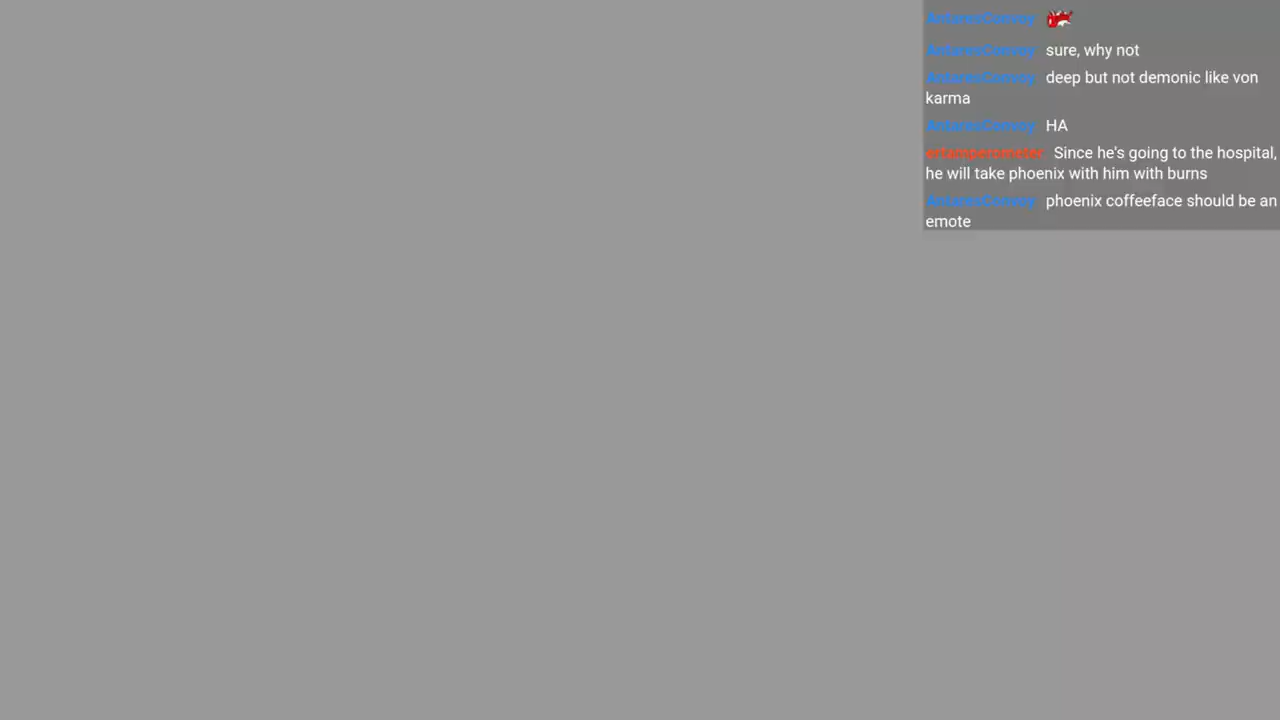 AntaresConvoy
AntaresConvoy sure, why not
AntaresConvoy deep but not demonic like von
karma
AntaresConvoy HA
Since he's going to the hospital,
he will take phoenix with him with burns
AntaresConvoy phoenix coffeeface should be an
emote